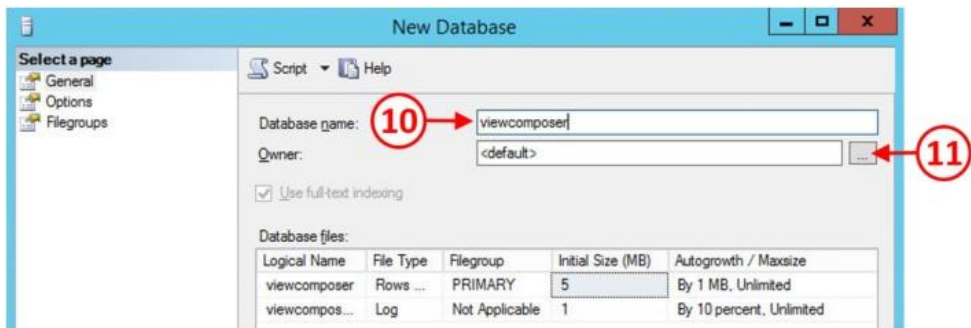 New Database
Select a page
General
Options
Filegroups
Script Help
Database name: 10 viewcomposer
Owner: <default> ... 11
Use full-text indexing
Database files:
Logical Name File Type Filegroup Initial Size (MB) Autogrowth / Maxsize
viewcomposer Rows ... PRIMARY 5 By 1 MB, Unlimited
viewcompos... Log Not Applicable 1 By 10 percent, Unlimited